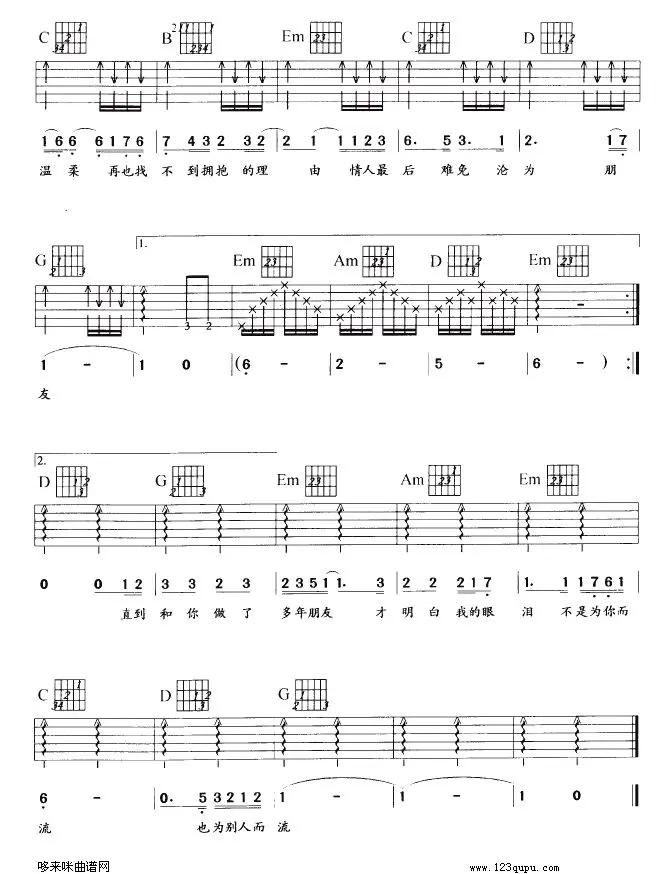 C B Em C D
1 6 6 6 1 7 6 7 4 3 2 3 2 2 1 1 1 2 3 6. 5 3. 1 2. 1 7
温 柔 再也找 不 到拥抱 的理 由 情人最 后 难免 沦 为 朋
1.
G Em Am D Em
3 2
1 - 1 0 (6 - 2 - 5 - 6 - )
友
2.
D G Em Am Em
0 0 1 2 3 3 2 3 2 3 5 1 1. 3 2 2 2 1 7 1. 1 1 7 6 1
直到 和 你 做 了 多年朋友 才 明 白 我的眼 泪 不 是为你而
C D G
6 - 0. 5 3 2 1 2 1 - 1 - 1 0
流 也 为别人而 流
哆来咪曲谱网 www.123qupu.com